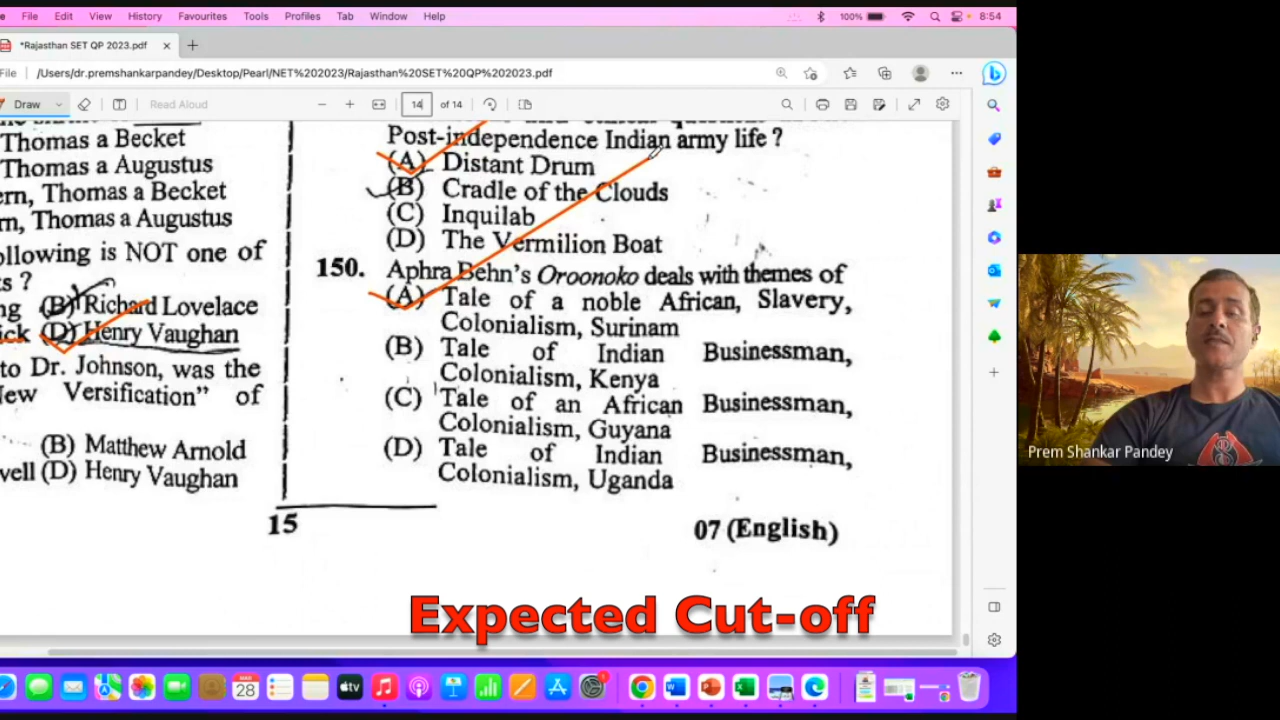 File Edit View History Favourites Tools Profiles Tab Window Help
100%
8:54
*Rajasthan SET QP 2023.pdf
File /Users/dr.premshankarpandey/Desktop/Pearl/NET%202023/Rajasthan%20SET%20QP%202023.pdf
Draw Read Aloud 14 of 14
Thomas a Becket
Thomas a Augustus
ern, Thomas a Becket
rn, Thomas a Augustus
ollowing is NOT one of
ts ?
ng (B) Richard Lovelace
ick (D) Henry Vaughan
to Dr. Johnson, was the
New Versification" of
(B) Matthew Arnold
vell (D) Henry Vaughan
15
Post-independence Indian army life ?
(A) Distant Drum
(B) Cradle of the Clouds
(C) Inquilab
(D) The Vermilion Boat
150. Aphra Behn's Oroonoko deals with themes of
(A) Tale of a noble African, Slavery,
Colonialism, Surinam
(B) Tale of Indian Businessman,
Colonialism, Kenya
(C) Tale of an African Businessman,
Colonialism, Guyana
(D) Tale of Indian Businessman,
Colonialism, Uganda
07 (English)
Expected Cut-off
Prem Shankar Pandey
MAR
28
tv